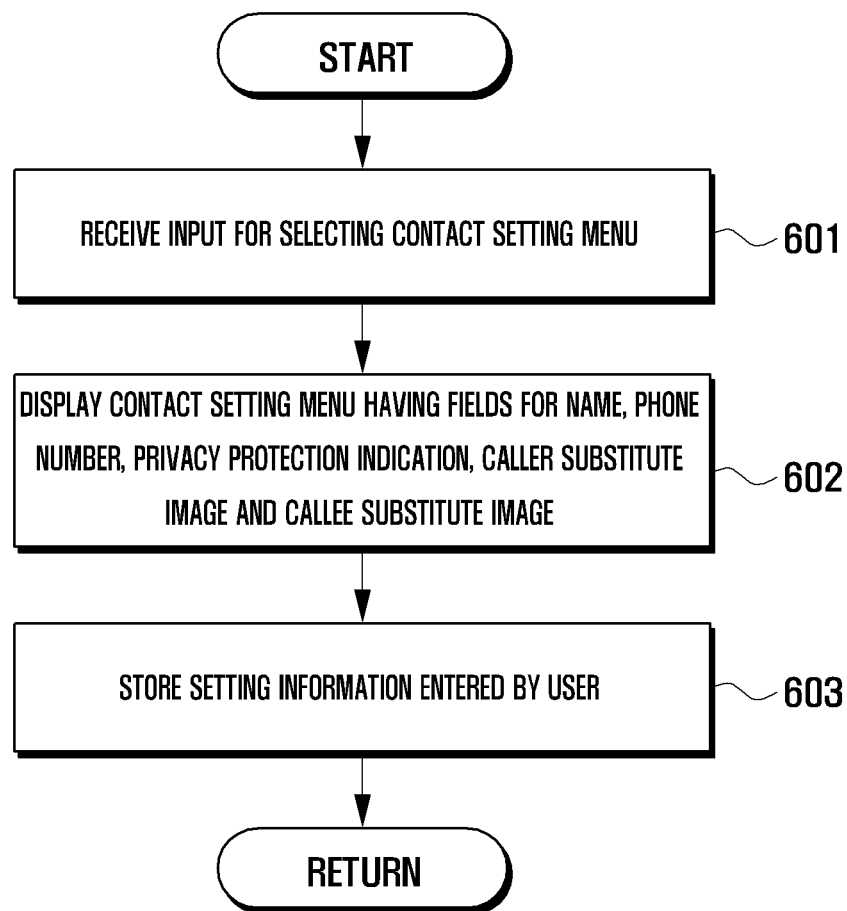 START
RECEIVE INPUT FOR SELECTING CONTACT SETTING MENU
601
DISPLAY CONTACT SETTING MENU HAVING FIELDS FOR NAME, PHONE
NUMBER, PRIVACY PROTECTION INDICATION, CALLER SUBSTITUTE
IMAGE AND CALLEE SUBSTITUTE IMAGE
602
STORE SETTING INFORMATION ENTERED BY USER
603
RETURN